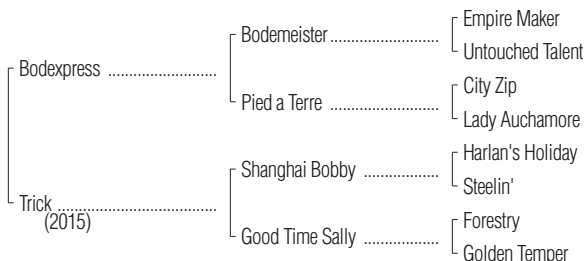 Empire Maker
Bodemeister
Untouched Talent
Bodexpress
City Zip
Pied a Terre
Lady Auchamore
Harlan's Holiday
Shanghai Bobby
Steelin'
Trick
(2015)
Forestry
Good Time Sally
Golden Temper